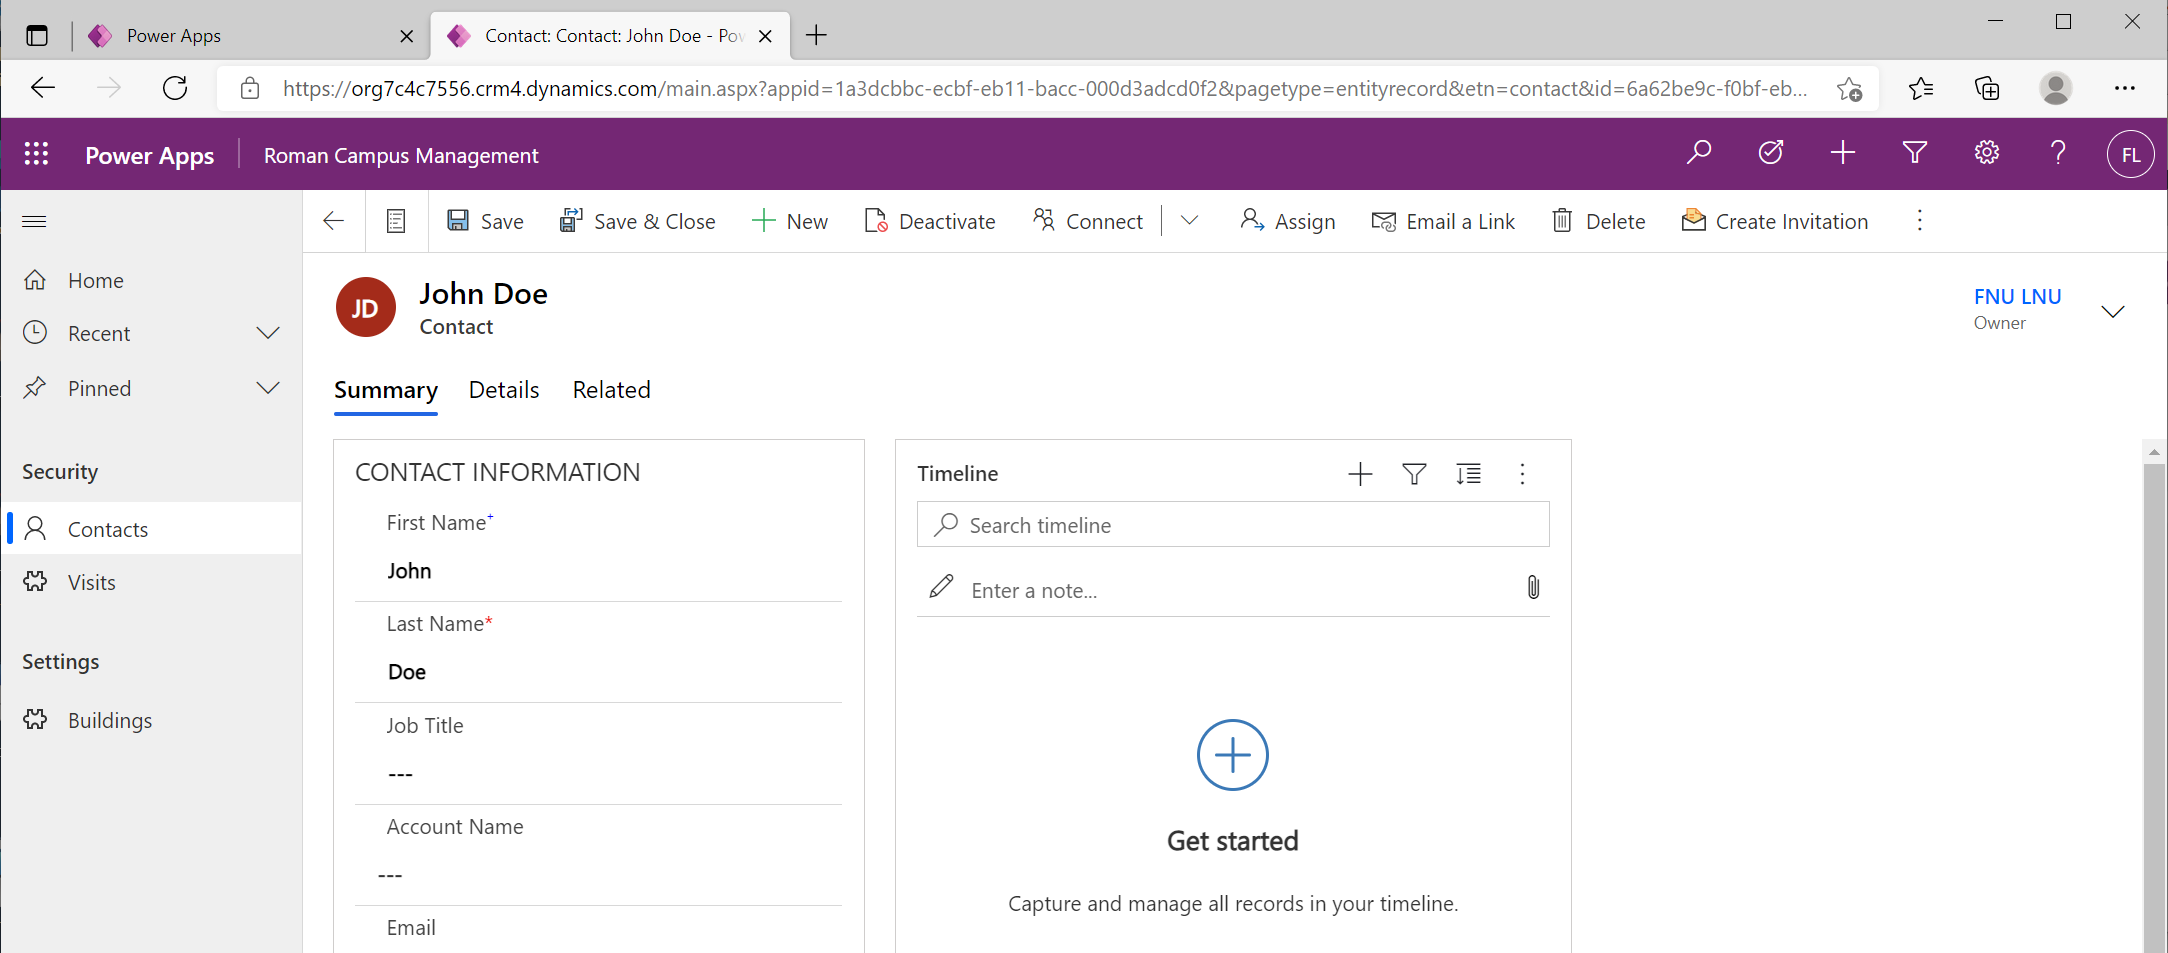 Power Apps
Contact: Contact: John Doe - Pov
https://org7c4c7556.crm4.dynamics.com/main.aspx?appid=1a3dcbbc-ecbf-eb11-bacc-000d3adcd0f2&pagetype=entityrecord&etn=contact&id=6a62be9c-f0bf-eb...
Power Apps
Roman Campus Management
FL
Save
Save & Close
New
Deactivate
Connect
Assign
Email a Link
Delete
Create Invitation
Home
Recent
Pinned
Security
Contacts
Visits
Settings
Buildings
JD
John Doe
Contact
FNU LNU
Owner
Summary
Details
Related
CONTACT INFORMATION
First Name+
John
Last Name*
Doe
Job Title
---
Account Name
---
Email
Timeline
Search timeline
Enter a note...
Get started
Capture and manage all records in your timeline.